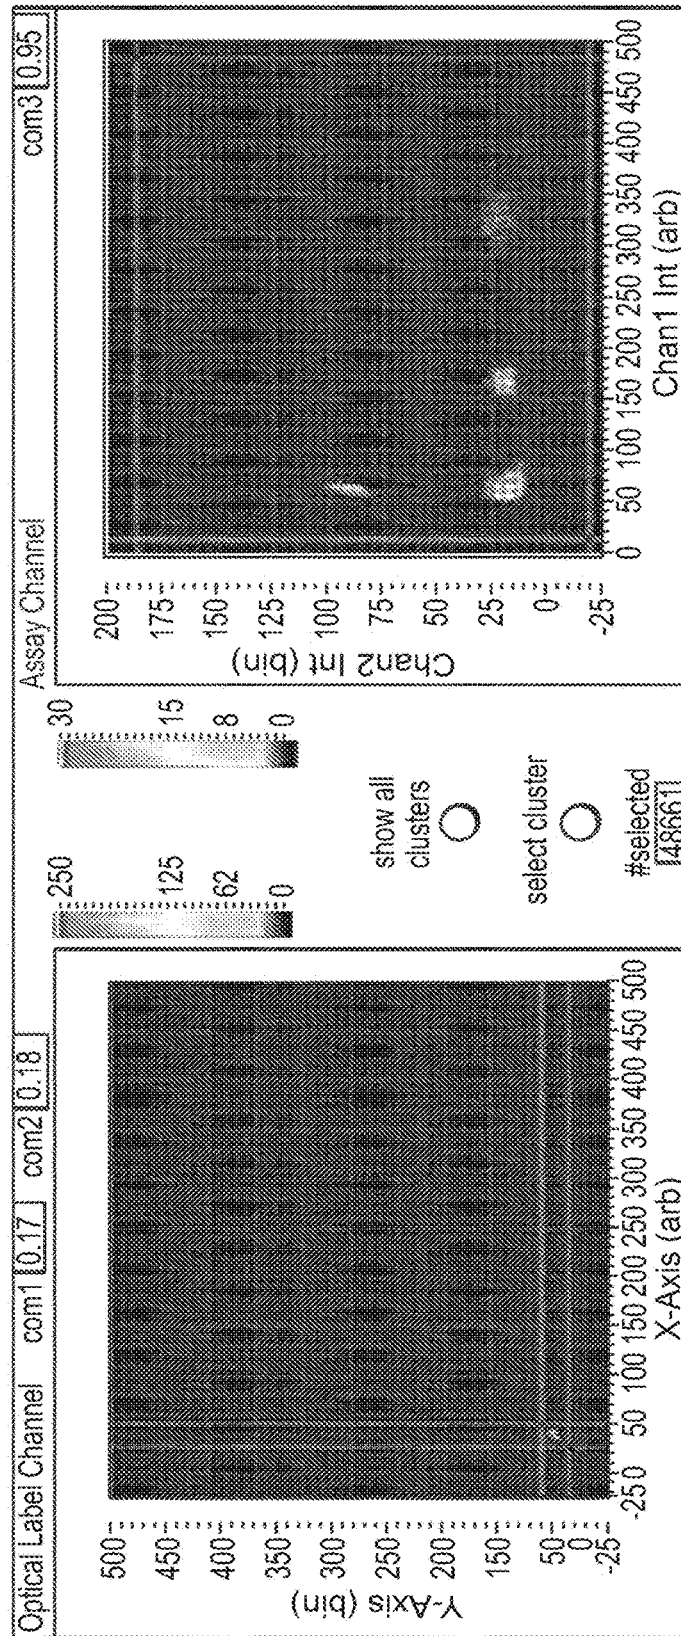 Optical Label Channel com1 0.17 com2 0.18
Y-Axis (bin)
500-
450-
400-
350-
300-
250-
200-
150-
50-
0-
-25-
-250 50 100 150 200 250 300 350 400 450 500
X-Axis (arb)
250
125
62
0
30
15
8
0
show all
clusters
select cluster
#selected
48661
Assay Channel com3 0.95
Chan2 Int (bin)
200-
175-
150-
125-
100-
75-
50-
25-
0-
-25-
0 50 100 150 200 250 300 350 400 450 500
Chan1 Int (arb)